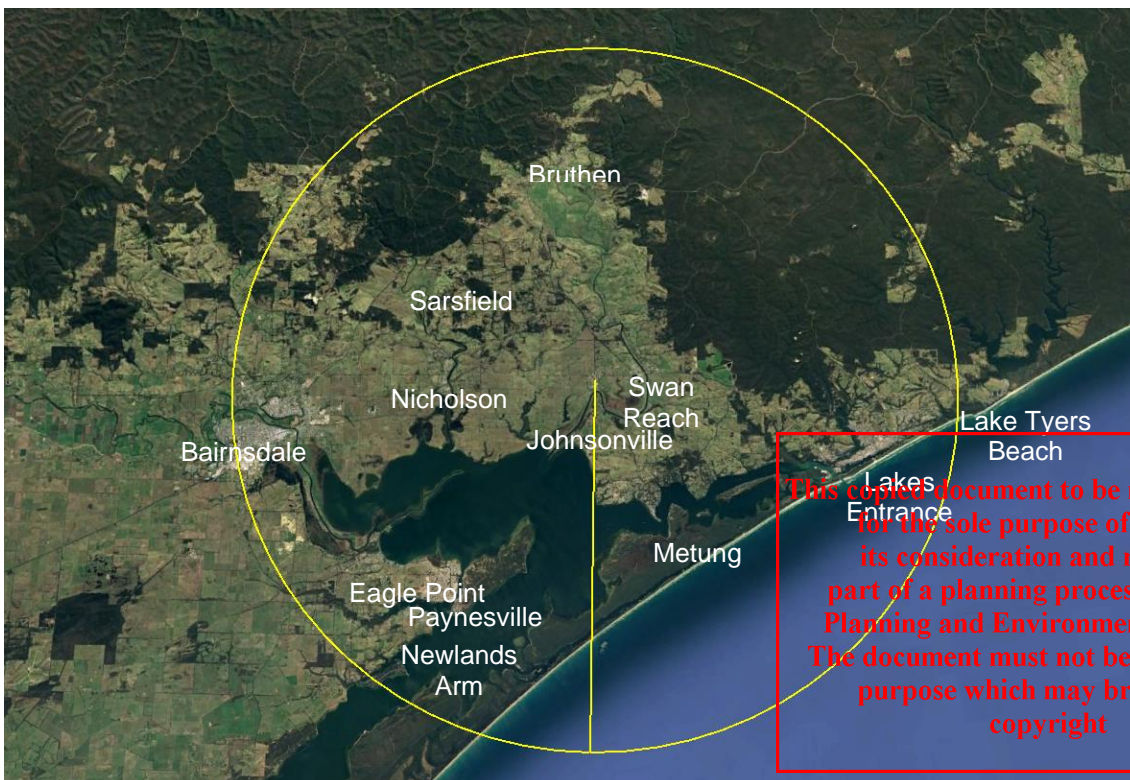 Bruthen
Sarsfield
Nicholson
Swan
Reach
Johnsonville
Bairnsdale
Lake Tyers
Beach
Lakes
Entrance
Metung
Eagle Point
Paynesville
Newlands
Arm
This copied document to be
for the sole purpose of
its consideration and
part of a planning proces
Planning and Environme
The document must not be
purpose which may br
copyright